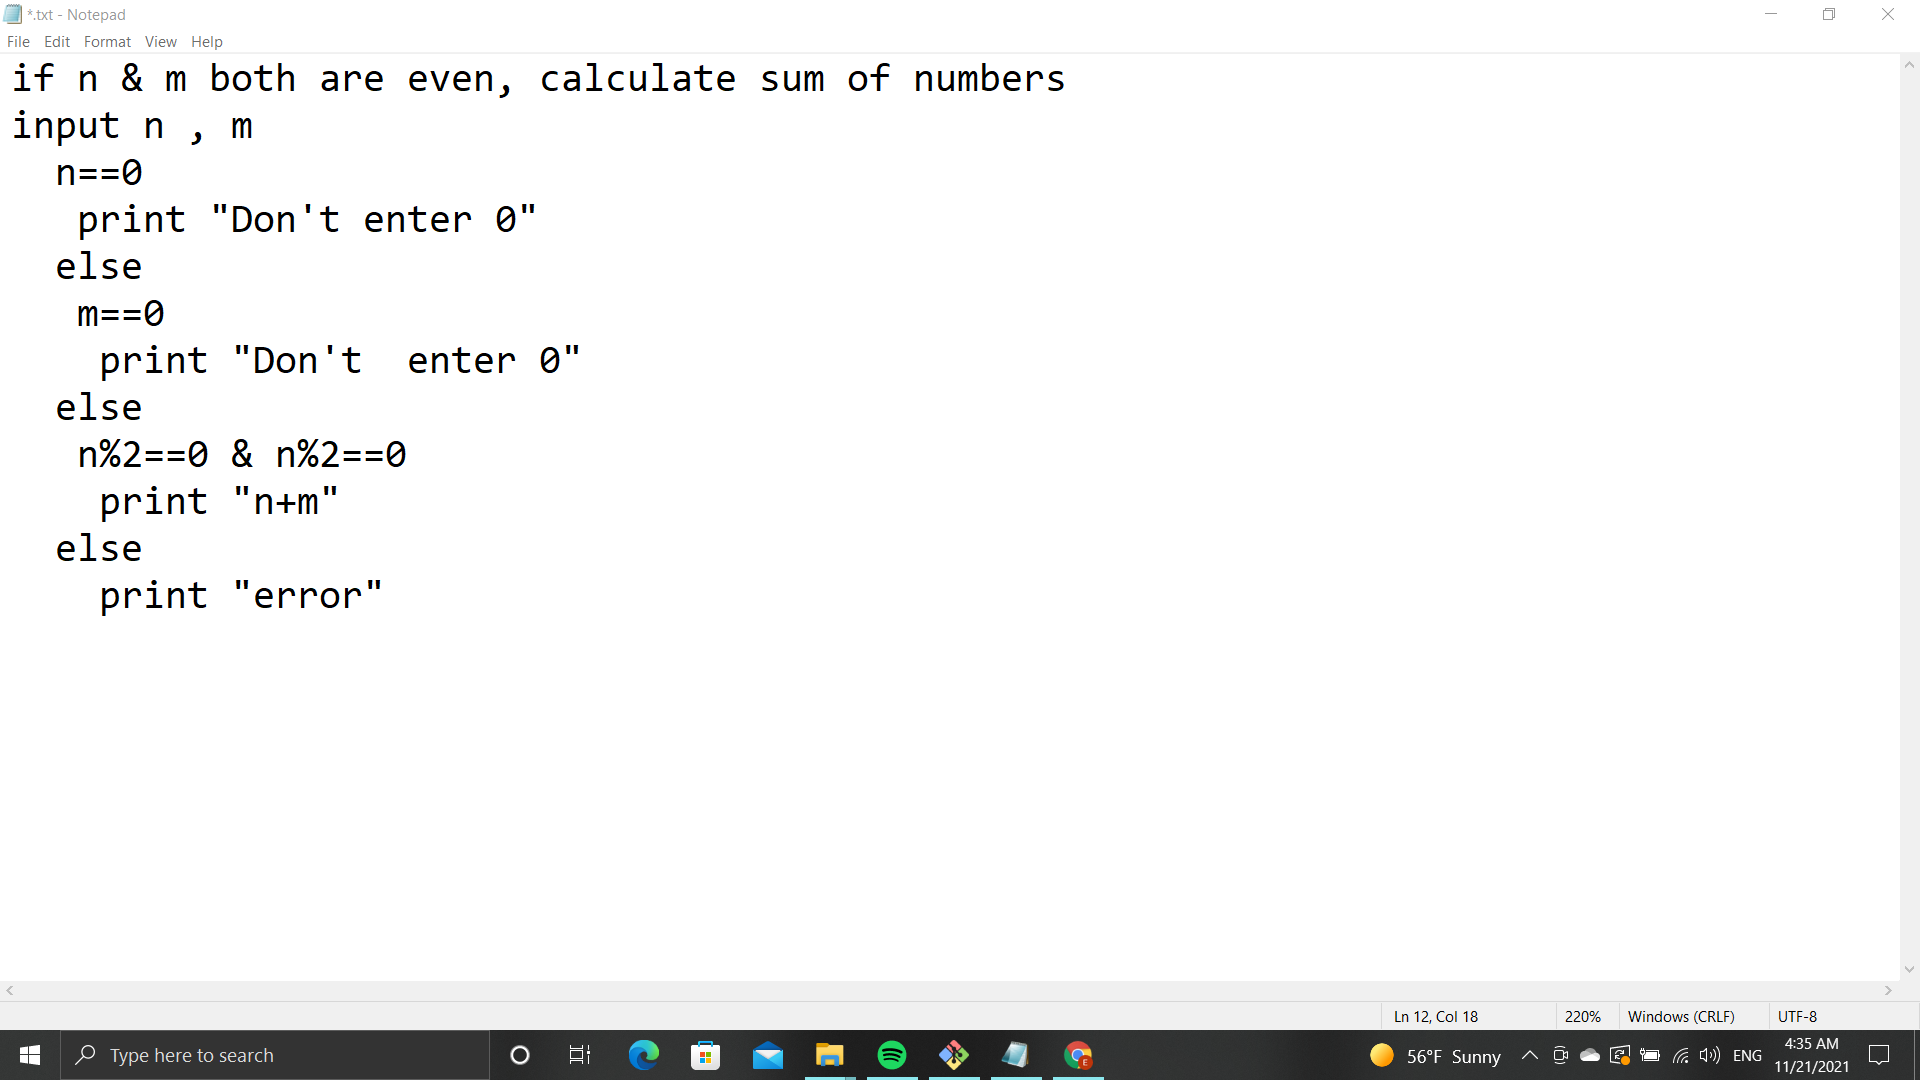 *.txt - Notepad
File Edit Format View Help
if n & m both are even, calculate sum of numbers
input n , m
  n==0
   print "Don't enter 0"
  else
   m==0
    print "Don't  enter 0"
  else
   n%2==0 & n%2==0
    print "n+m"
  else
    print "error"
Ln 12, Col 18 220% Windows (CRLF) UTF-8
Type here to search
56°F Sunny
ENG
4:35 AM
11/21/2021